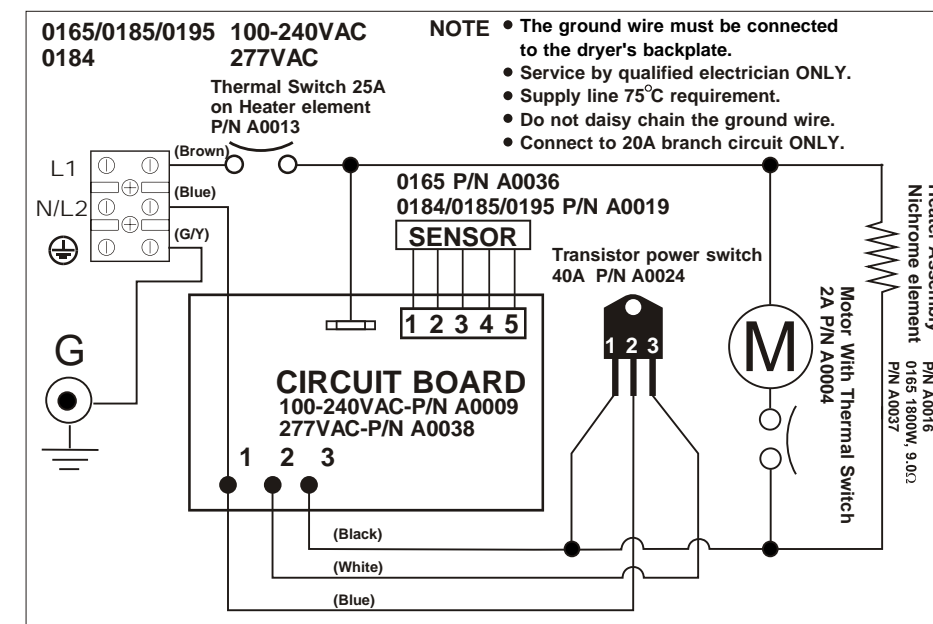 0165/0185/0195 100-240VAC
0184 277VAC
NOTE • The ground wire must be connected
to the dryer's backplate.
• Service by qualified electrician ONLY.
• Supply line 75°C requirement.
• Do not daisy chain the ground wire.
• Connect to 20A branch circuit ONLY.
Thermal Switch 25A
on Heater element
P/N A0013
L1
(Brown)
N/L2
(Blue)
(G/Y)
G
0165 P/N A0036
0184/0185/0195 P/N A0019
SENSOR
1 2 3 4 5
Transistor power switch
40A P/N A0024
1 2 3
CIRCUIT BOARD
100-240VAC-P/N A0009
277VAC-P/N A0038
1 2 3
(Black)
(White)
(Blue)
M
Motor With Thermal Switch
2A P/N A0004
Heater Assembly
Nichrome element
P/N A0016
0165 1800W, 9.0Ω
P/N A0037